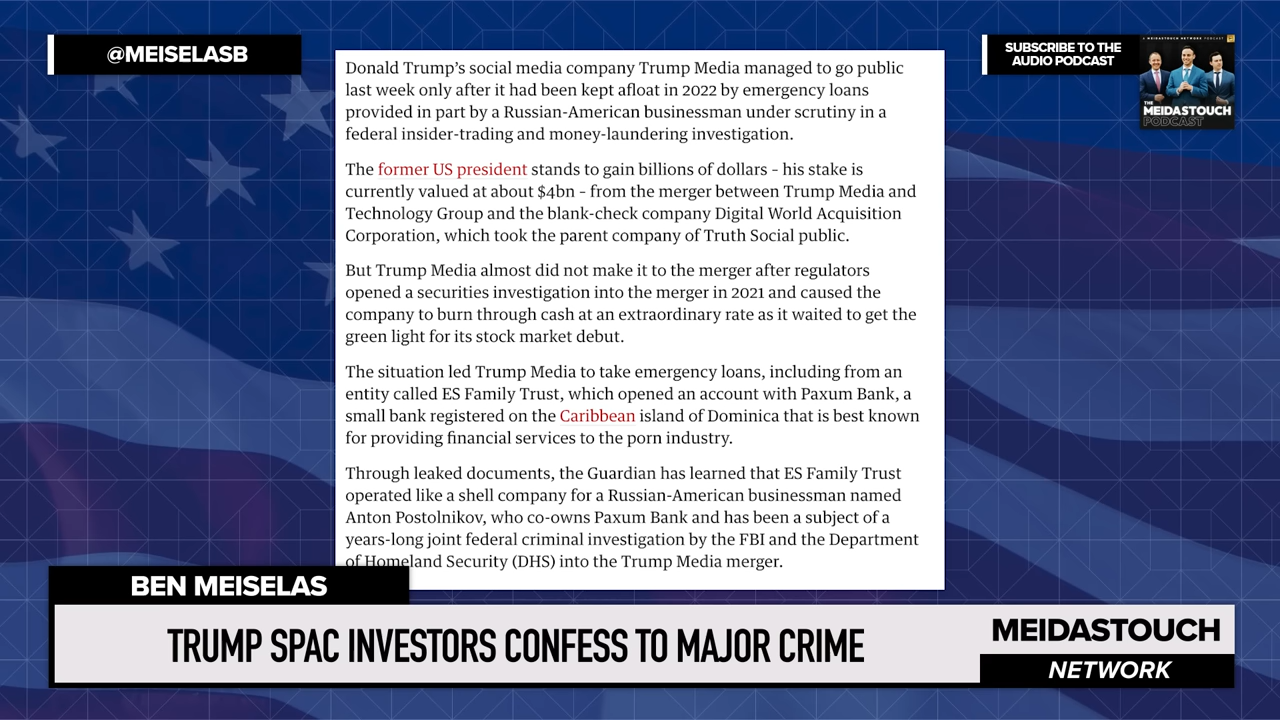 @MEISELASB
SUBSCRIBE TO THE
AUDIO PODCAST
THE
MEIDASTOUCH
PODCAST
Donald Trump’s social media company Trump Media managed to go public
last week only after it had been kept afloat in 2022 by emergency loans
provided in part by a Russian-American businessman under scrutiny in a
federal insider-trading and money-laundering investigation.
The former US president stands to gain billions of dollars – his stake is
currently valued at about $4bn – from the merger between Trump Media and
Technology Group and the blank-check company Digital World Acquisition
Corporation, which took the parent company of Truth Social public.
But Trump Media almost did not make it to the merger after regulators
opened a securities investigation into the merger in 2021 and caused the
company to burn through cash at an extraordinary rate as it waited to get the
green light for its stock market debut.
The situation led Trump Media to take emergency loans, including from an
entity called ES Family Trust, which opened an account with Paxum Bank, a
small bank registered on the Caribbean island of Dominica that is best known
for providing financial services to the porn industry.
Through leaked documents, the Guardian has learned that ES Family Trust
operated like a shell company for a Russian-American businessman named
Anton Postolnikov, who co-owns Paxum Bank and has been a subject of a
years-long joint federal criminal investigation by the FBI and the Department
of Homeland Security (DHS) into the Trump Media merger.
BEN MEISELAS
TRUMP SPAC INVESTORS CONFESS TO MAJOR CRIME
MEIDASTOUCH
NETWORK